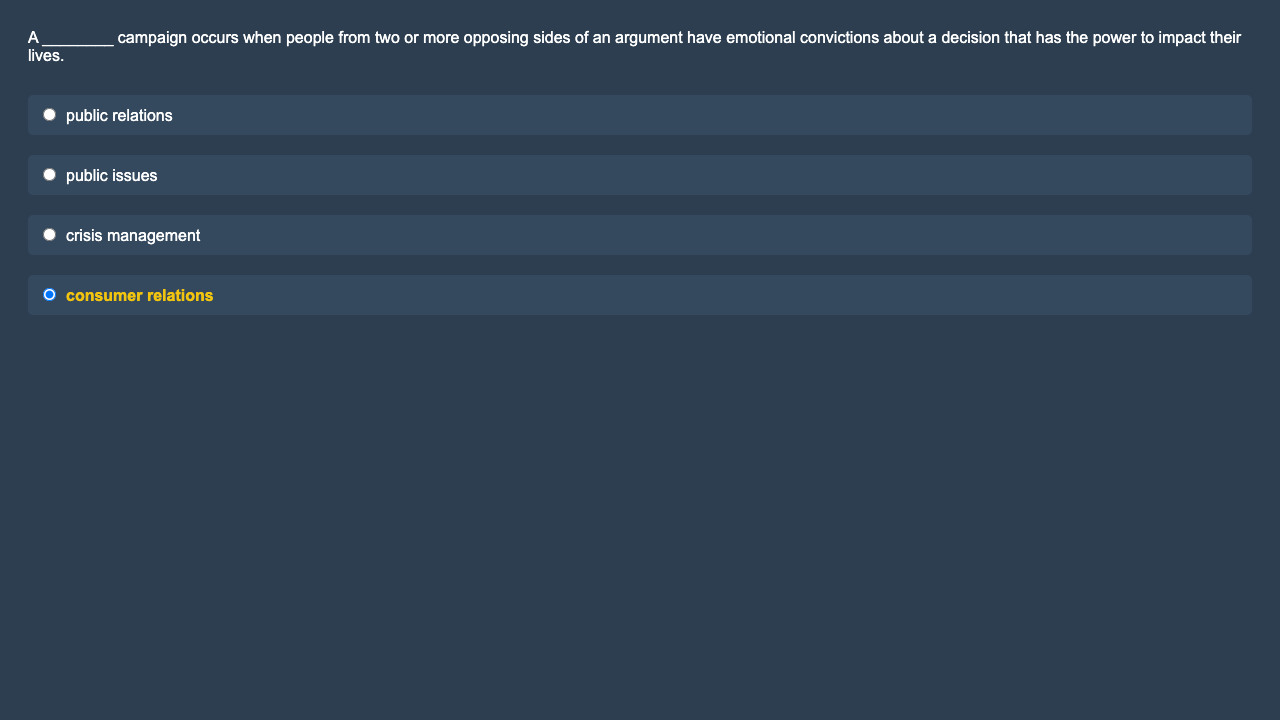 A ________ campaign occurs when people from two or more opposing sides of an argument have emotional convictions about a decision that has the power to impact their
lives.
public relations
public issues
crisis management
consumer relations